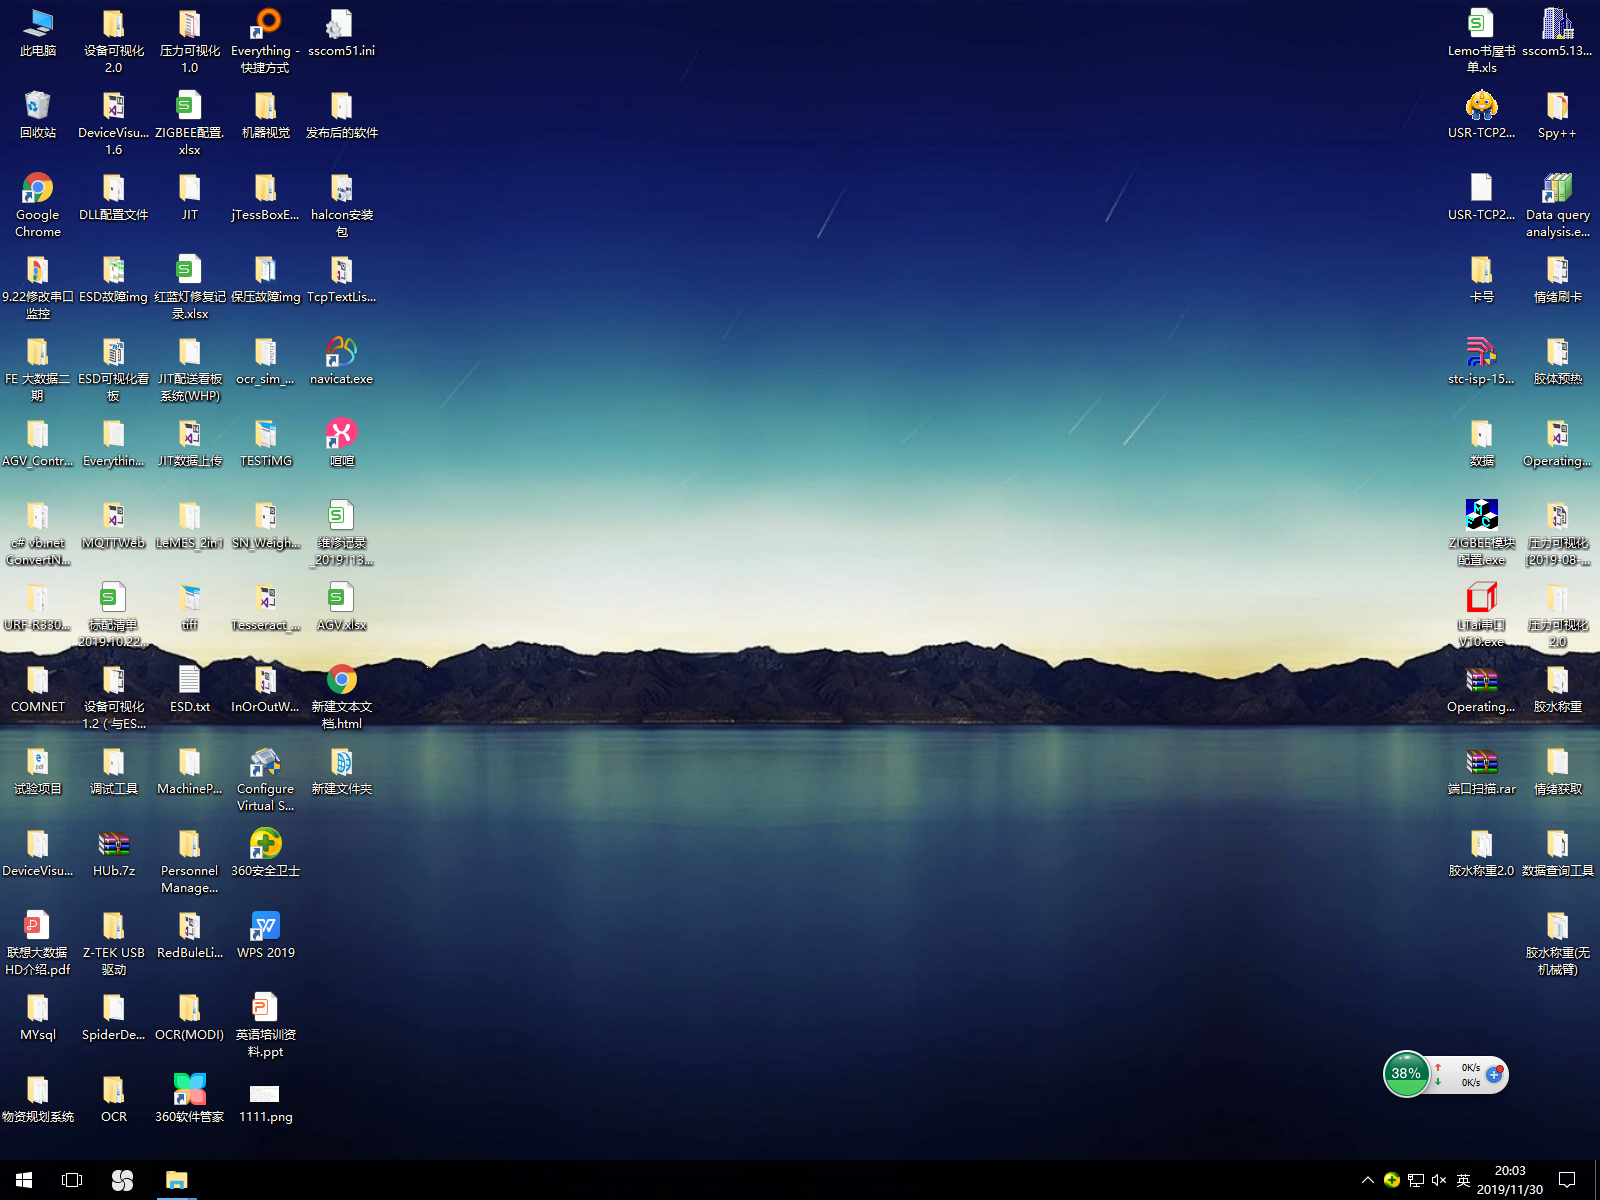 此电脑
设备可视化
2.0
压力可视化
1.0
Everything -
快捷方式
sscom51.ini
Lemo书屋书
单.xls
sscom5.13...
回收站
DeviceVisu...
1.6
ZIGBEE配置.
xlsx
机器视觉
发布后的软件
USR-TCP2...
Spy++
Google
Chrome
DLL配置文件
JIT
jTessBoxE...
halcon安装
包
USR-TCP2...
Data query
analysis.e...
9.22修改串口
监控
ESD故障img
红蓝灯修复记
录.xlsx
保压故障img
TcpTextLis...
卡号
情绪刷卡
FE 大数据二
期
ESD可视化看
板
JIT配送看板
系统(WHP)
ocr_sim_...
navicat.exe
stc-isp-15...
胶体预热
AGV_Contr...
Everythin...
JIT数据上传
TESTiMG
喧喧
数据
Operating...
c# vb.net
ConvertN...
MQTTWeb
LeMES_2in1
SN_Weigh...
维修记录
_2019113...
ZIGBEE模块
配置.exe
压力可视化
[2019-08-...
URF-R330...
标配清单
2019.10.22...
tiff
Tesseract_...
AGV.xlsx
LTai串口
V10.exe
压力可视化
2.0
COMNET
设备可视化
1.2 ( 与ES...
ESD.txt
InOrOutW...
新建文本文
档.html
Operating...
胶水称重
试验项目
调试工具
MachineP...
Configure
Virtual S...
新建文件夹
端口扫描.rar
情绪获取
DeviceVisu...
HUb.7z
Personnel
Manage...
360安全卫士
胶水称重2.0
数据查询工具
联想大数据
HD介绍.pdf
Z-TEK USB
驱动
RedBuleLi...
WPS 2019
胶水称重(无
机械臂)
MYsql
SpiderDe...
OCR(MODI)
英语培训资
料.ppt
38%
0K/s
0K/s
物资规划系统
OCR
360软件管家
1111.png
英
20:03
2019/11/30